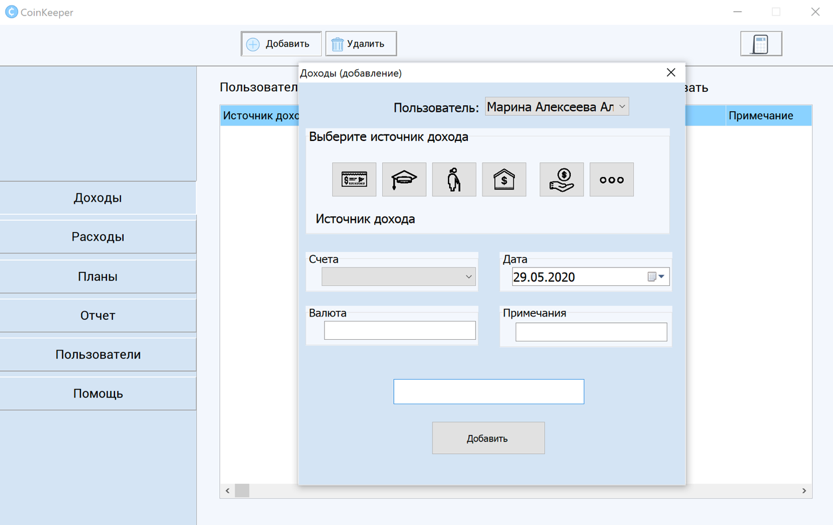 CoinKeeper
Добавить
Удалить
Доходы (добавление)
Пользовател
вать
Пользователь: Марина Алексеева Ал
Источник дохо
Примечание
Выберите источник дохода
Источник дохода
Доходы
Расходы
Планы
Отчет
Пользователи
Помощь
Счета
Дата
29.05.2020
Валюта
Примечания
Добавить